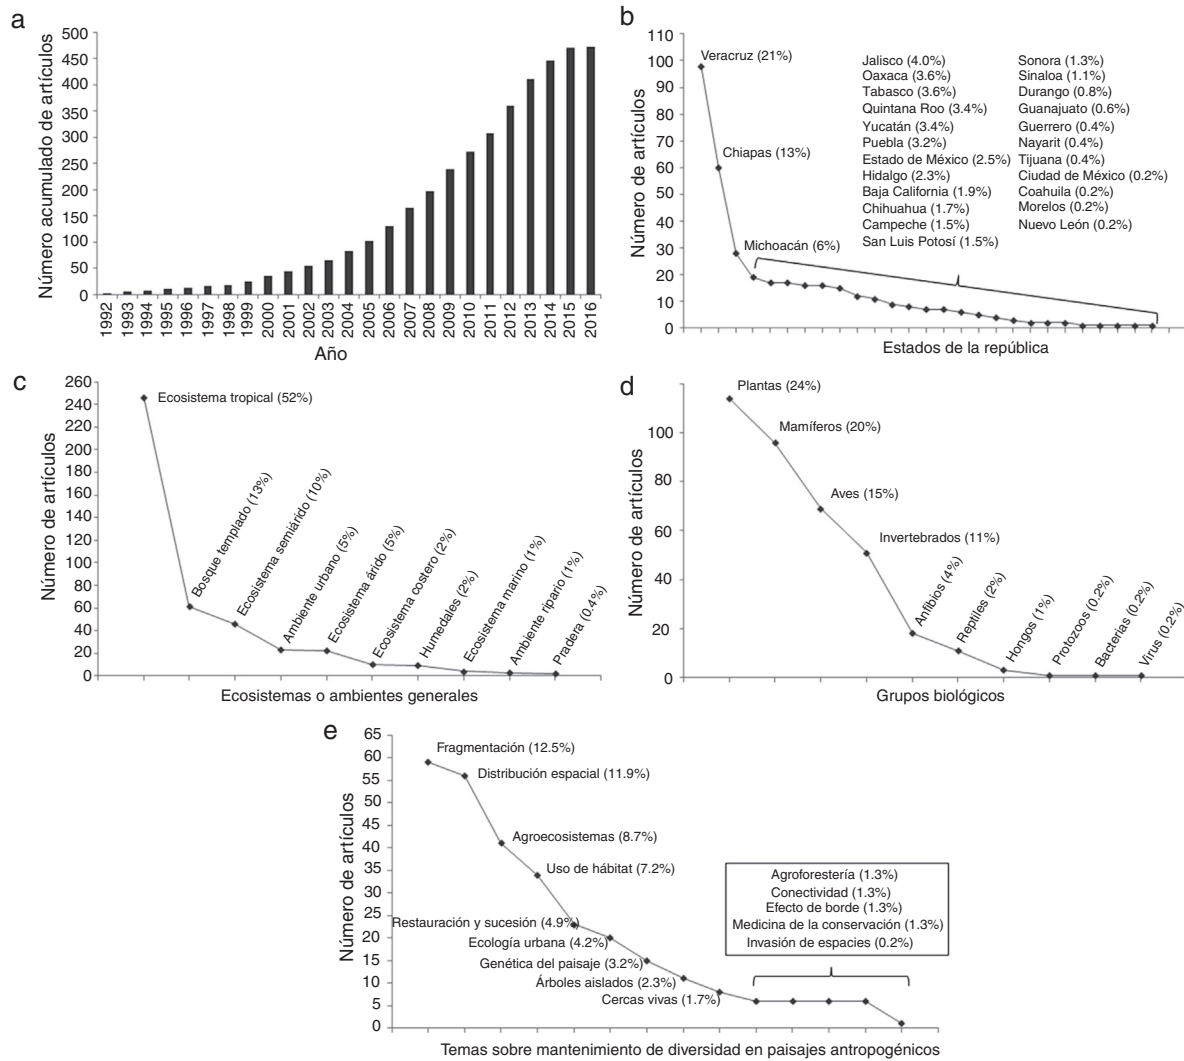 a
500
450
400
350
300
250
200
150
100
50
0
Número acumulado de artículos
1992
1993
1994
1995
1996
1997
1998
1999
2000
2001
2002
2003
2004
2005
2006
2007
2008
2009
2010
2011
2012
2013
2014
2015
2016
Año
b
110
100
90
80
70
60
50
40
30
20
10
0
Número de artículos
Veracruz (21%)
Chiapas (13%)
Michoacán (6%)
Jalisco (4.0%)
Oaxaca (3.6%)
Tabasco (3.6%)
Quintana Roo (3.4%)
Yucatán (3.4%)
Puebla (3.2%)
Estado de México (2.5%)
Hidalgo (2.3%)
Baja California (1.9%)
Chihuahua (1.7%)
Campeche (1.5%)
San Luis Potosí (1.5%)
Sonora (1.3%)
Sinaloa (1.1%)
Durango (0.8%)
Guanajuato (0.6%)
Guerrero (0.4%)
Nayarit (0.4%)
Tijuana (0.4%)
Ciudad de México (0.2%)
Coahuila (0.2%)
Morelos (0.2%)
Nuevo León (0.2%)
Estados de la república
c
260
240
220
200
180
160
140
120
100
80
60
40
20
0
Número de artículos
Ecosistema tropical (52%)
Bosque templado (13%)
Ecosistema semiárido (10%)
Ambiente urbano (5%)
Ecosistema árido (5%)
Ecosistema costero (2%)
Humedales (2%)
Ecosistema marino (1%)
Ambiente ripario (1%)
Pradera (0.4%)
Ecosistemas o ambientes generales
d
100
80
60
40
20
0
Número de artículos
Plantas (24%)
Mamíferos (20%)
Aves (15%)
Invertebrados (11%)
Anfibios (4%)
Reptiles (2%)
Hongos (1%)
Protozoos (0.2%)
Bacterias (0.2%)
Virus (0.2%)
Grupos biológicos
e
65
60
55
50
45
40
35
30
25
20
15
10
5
0
Número de artículos
Fragmentación (12.5%)
Distribución espacial (11.9%)
Agroecosistemas (8.7%)
Uso de hábitat (7.2%)
Restauración y sucesión (4.9%)
Ecología urbana (4.2%)
Genética del paisaje (3.2%)
Árboles aislados (2.3%)
Cercas vivas (1.7%)
Agroforestería (1.3%)
Conectividad (1.3%)
Efecto de borde (1.3%)
Medicina de la conservación (1.3%)
Invasión de espacies (0.2%)
Temas sobre mantenimiento de diversidad en paisajes antropogénicos